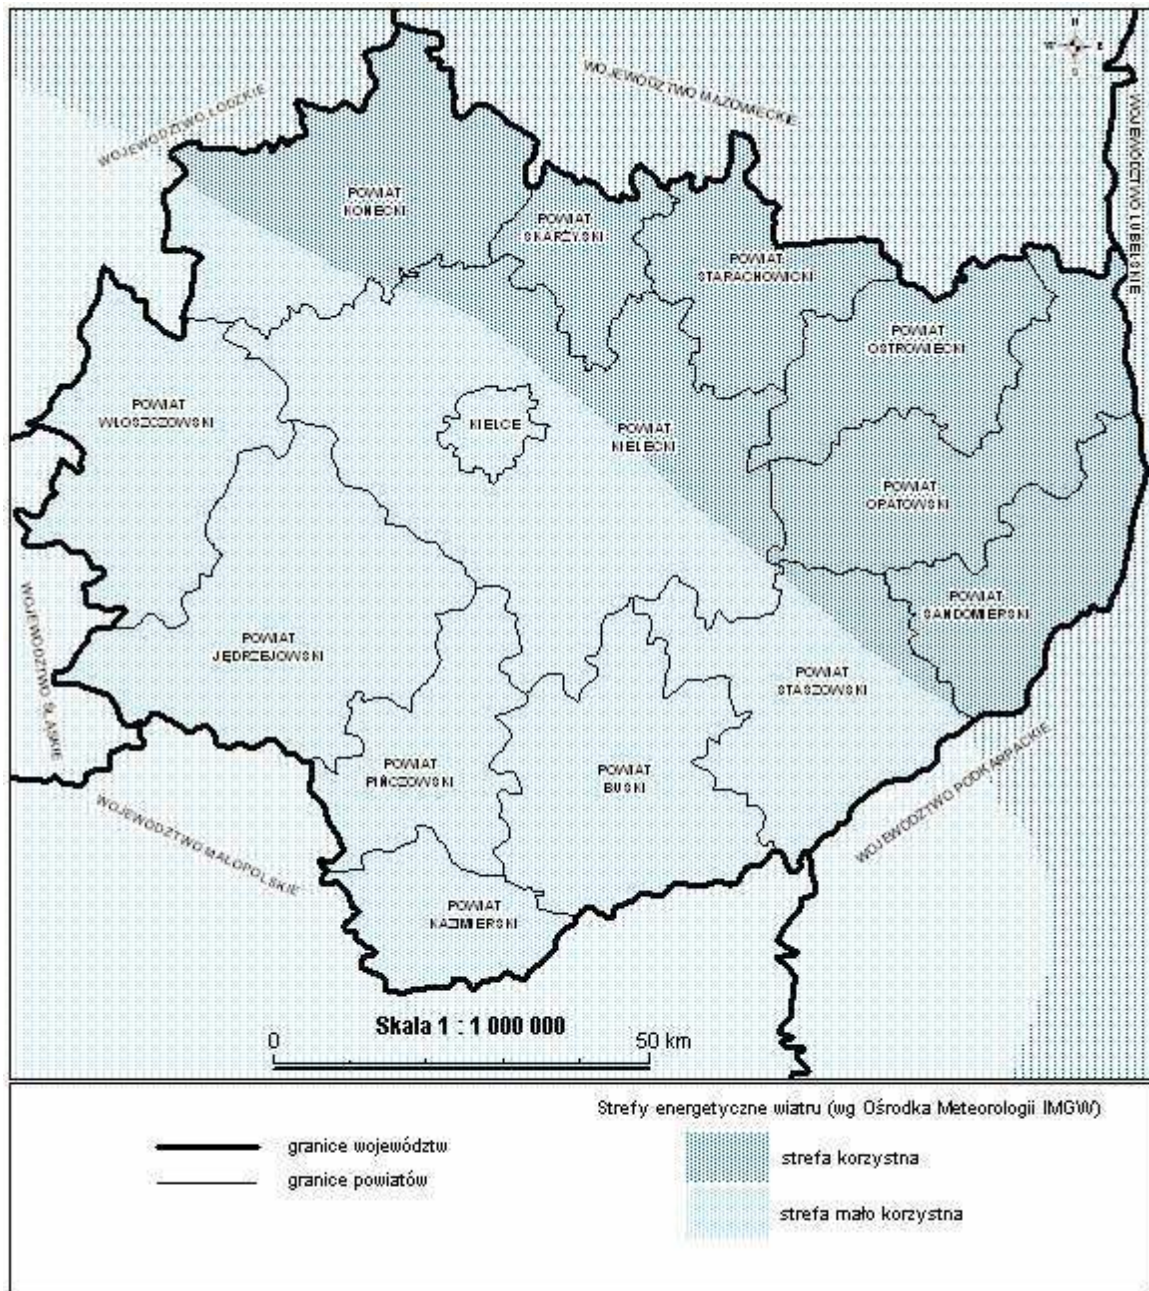 N
W E
S
WOJEWÓDZTWO ŁÓDZKIE
WOJEWÓDZTWO MAZOWIECKIE
WOJEWÓDZTWO LUBELSKIE
POWIAT
KONECKI
POWIAT
SKARŻYSKI
POWIAT
STARACHOWICKI
POWIAT
OSTROWIECKI
POWIAT
WŁOSZCZOWSKI
KIELCE
POWIAT
KIELECKI
POWIAT
OPATOWSKI
POWIAT
SANDOMIERSKI
WOJEWÓDZTWO ŚLĄSKIE
POWIAT
JĘDRZEJOWSKI
POWIAT
STASZOWSKI
POWIAT
PIŃCZOWSKI
POWIAT
BUSKI
WOJEWÓDZTWO PODKARPACKIE
WOJEWÓDZTWO MAŁOPOLSKIE
POWIAT
KAZIMIERSKI
Skala 1 : 1 000 000
0 50 km
Strefy energetyczne wiatru (wg Ośrodka Meteorologii IMGW)
granice województw
strefa korzystna
granice powiatów
strefa mało korzystna